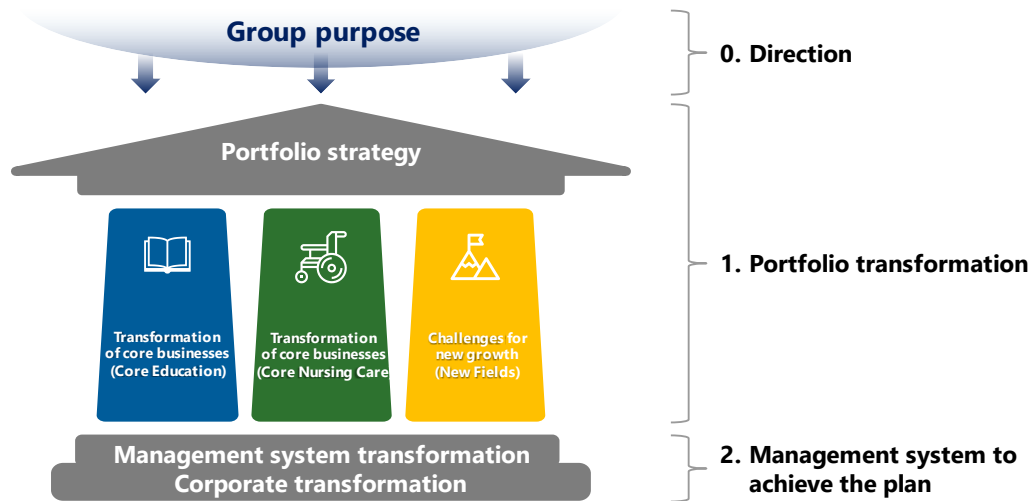 Group purpose
0. Direction
Portfolio strategy
1. Portfolio transformation
Transformation
of core businesses
(Core Education)
Transformation
of core businesses
(Core Nursing Care
Challenges for
new growth
(New Fields)
Management system transformation
Corporate transformation
2. Management system to
achieve the plan